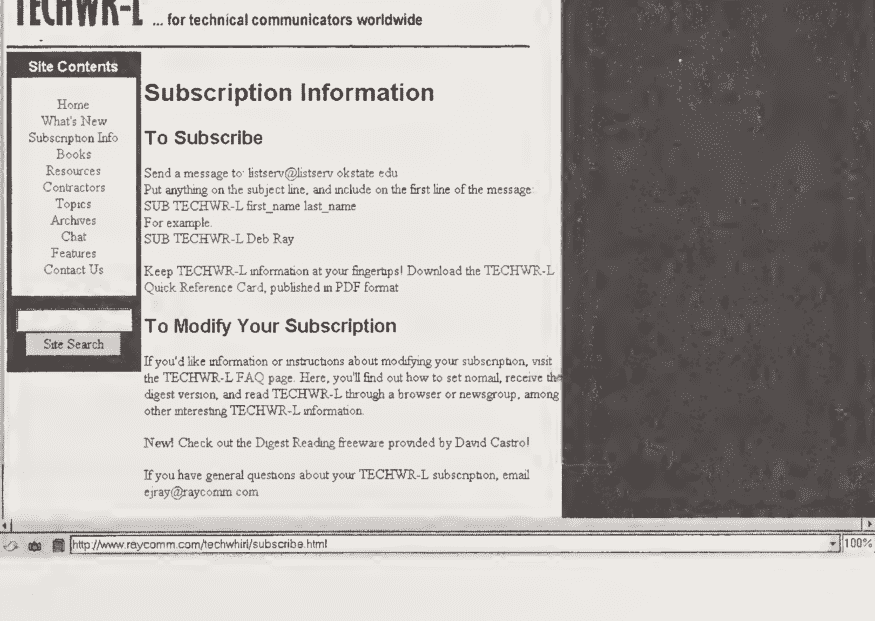 TECHWR-L ... for technical communicators worldwide
Site Contents
Home
What's New
Subscription Info
Books
Resources
Contractors
Topics
Archives
Chat
Features
Contact Us
Site Search
Subscription Information
To Subscribe
Send a message to: listserv@listserv okstate edu
Put anything on the subject line, and include on the first line of the message:
SUB TECHWR-L first_name last_name
For example.
SUB TECHWR-L Deb Ray
Keep TECHWR-L information at your fingertips! Download the TECHWR-L
Quick Reference Card, published in PDF format
To Modify Your Subscription
If you'd like information or instructions about modifying your subscription, visit
the TECHWR-L FAQ page. Here, you'll find out how to set nomail, receive the
digest version, and read TECHWR-L through a browser or newsgroup, among
other interesting TECHWR-L information.
New! Check out the Digest Reading freeware provided by David Castro!
If you have general questions about your TECHWR-L subscription, email
ejray@raycomm com
http://www.raycomm.com/techwhirl/subscribe.html
100%